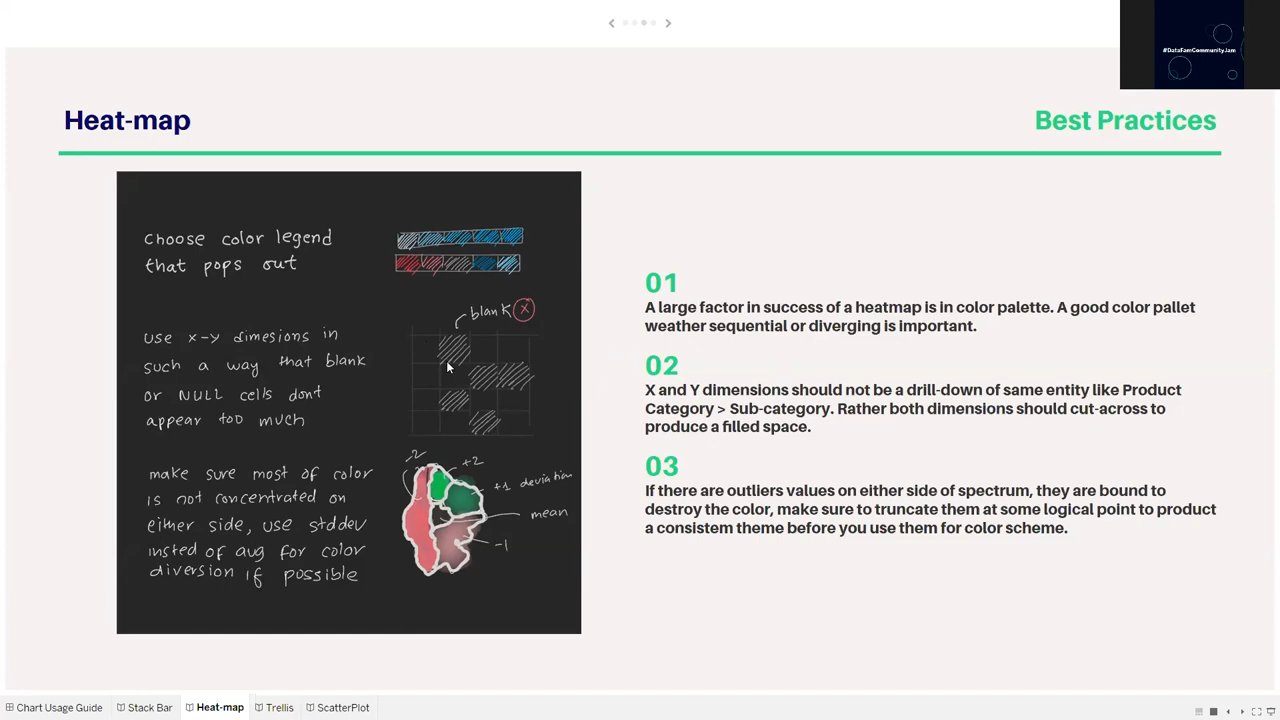 #DataFamCommunityJam
Heat-map
Best Practices
choose color legend
that pops out
blank X
use x-y dimesions in
such a way that blank
or NULL cells dont
appear too much
make sure most of color
is not concentrated on
either side, use stddev
insted of avg for color
diversion if possible
-2
+2
+1 deviation
mean
-1
01
A large factor in success of a heatmap is in color palette. A good color pallet
weather sequential or diverging is important.
02
X and Y dimensions should not be a drill-down of same entity like Product
Category > Sub-category. Rather both dimensions should cut-across to
produce a filled space.
03
If there are outliers values on either side of spectrum, they are bound to
destroy the color, make sure to truncate them at some logical point to product
a consistem theme before you use them for color scheme.
Chart Usage Guide
Stack Bar
Heat-map
Trellis
ScatterPlot